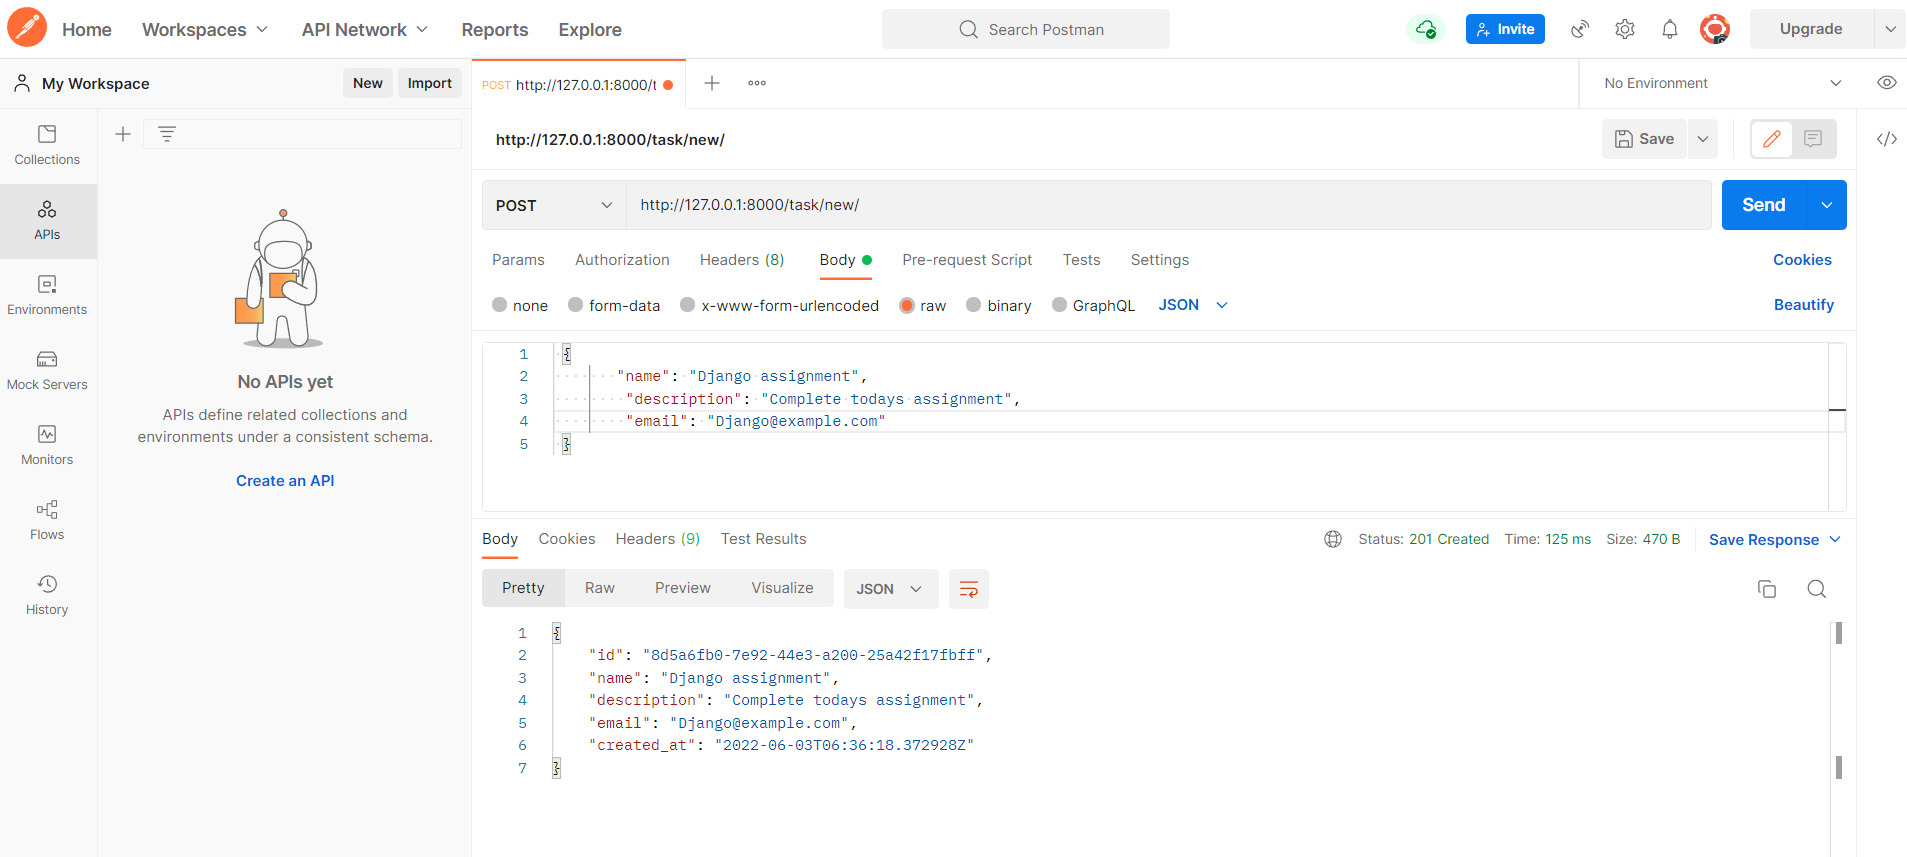 Home Workspaces API Network Reports Explore Search Postman Invite Upgrade
My Workspace New Import POST http://127.0.0.1:8000/t No Environment
http://127.0.0.1:8000/task/new/ Save
POST http://127.0.0.1:8000/task/new/ Send
Params Authorization Headers (8) Body Pre-request Script Tests Settings Cookies
none form-data x-www-form-urlencoded raw binary GraphQL JSON Beautify
1 {
2 "name": "Django assignment",
3 "description": "Complete todays assignment",
4 "email": "Django@example.com"
5 }
Collections
APIs
Environments
Mock Servers
Monitors
Flows
History
No APIs yet
APIs define related collections and
environments under a consistent schema.
Create an API
Body Cookies Headers (9) Test Results Status: 201 Created Time: 125 ms Size: 470 B Save Response
Pretty Raw Preview Visualize JSON
1 {
2 "id": "8d5a6fb0-7e92-44e3-a200-25a42f17fbff",
3 "name": "Django assignment",
4 "description": "Complete todays assignment",
5 "email": "Django@example.com",
6 "created_at": "2022-06-03T06:36:18.372928Z"
7 }